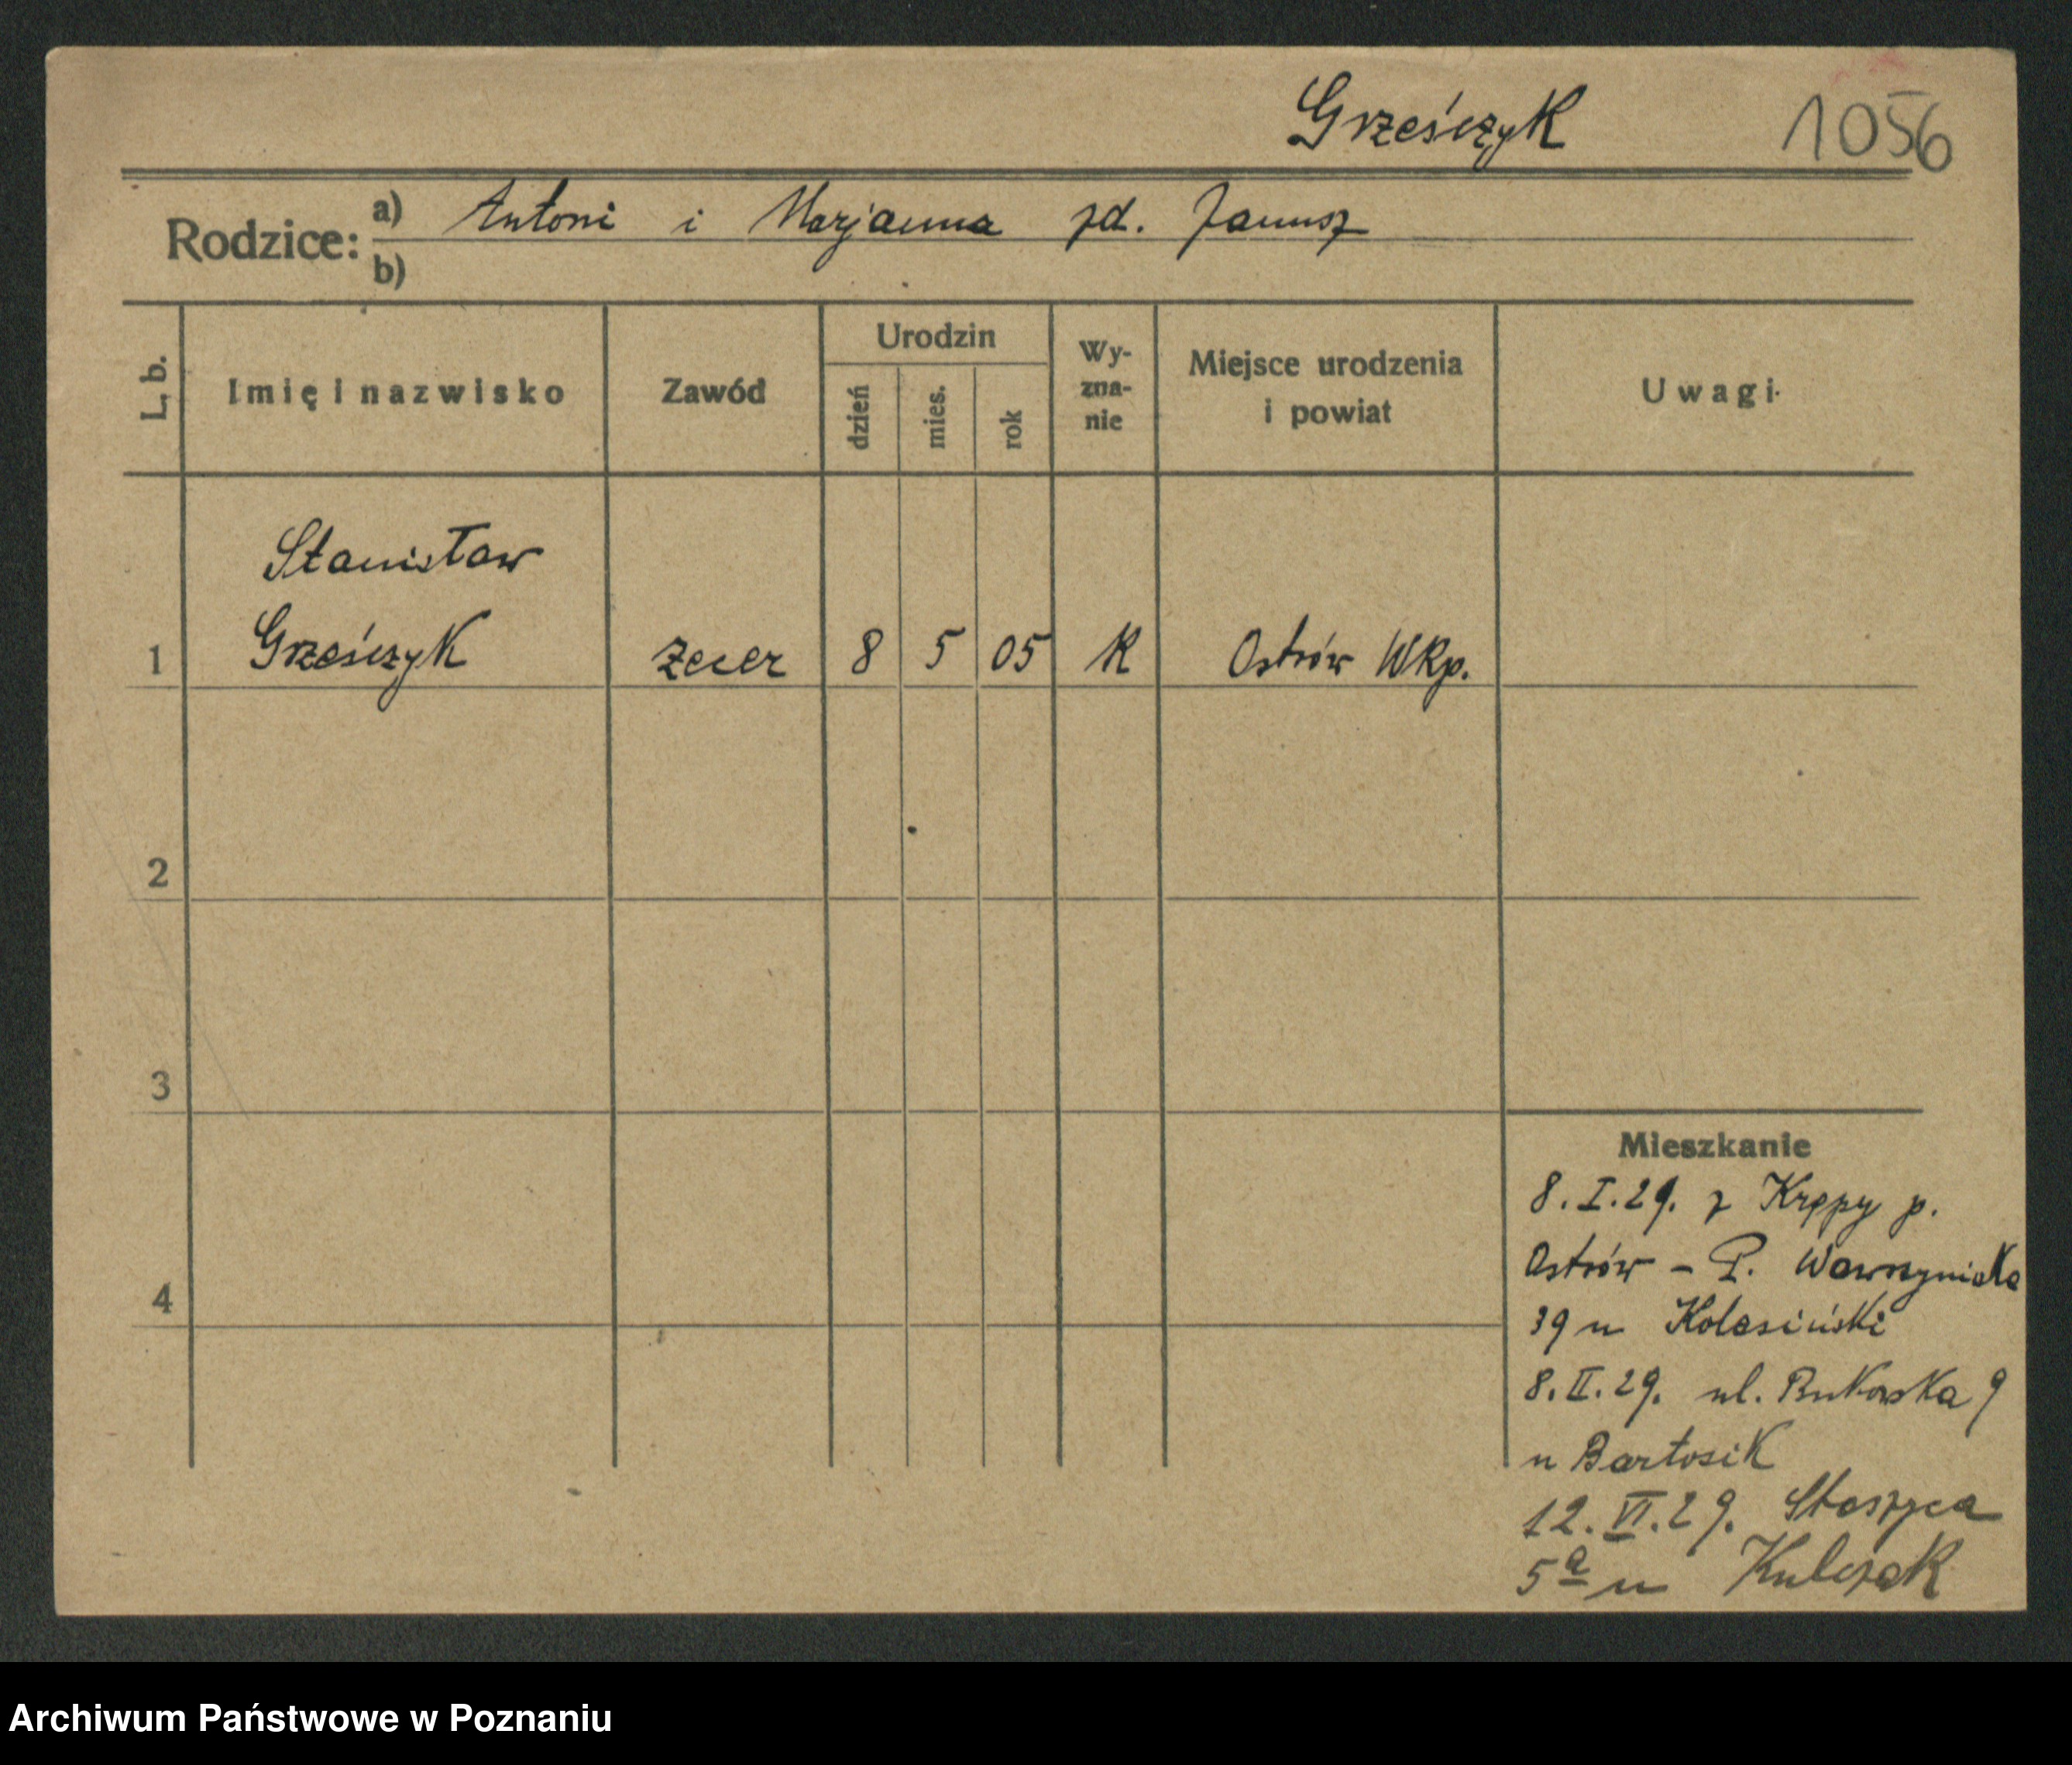 Grześczyk 1056
Rodzice: a) Antoni i Marjanna zd. Janusz
b)
L. b. Imię i nazwisko Zawód Urodzin dzień mies. rok Wy-zna-nie Miejsce urodzenia i powiat Uwagi
Stanisław
1 Grześczyk zecer 8 5 05 K Ostrów Wkp.
2
3
Mieszkanie
8.I.29. z Krępy p.
Ostrów - P. Wawrzyniaka
4
39 u Kolasiński
8.II.29. ul. Bukowska 9
u Bartosik
12.VI.29. Staszyca
5a u Kulczak
Archiwum Państwowe w Poznaniu